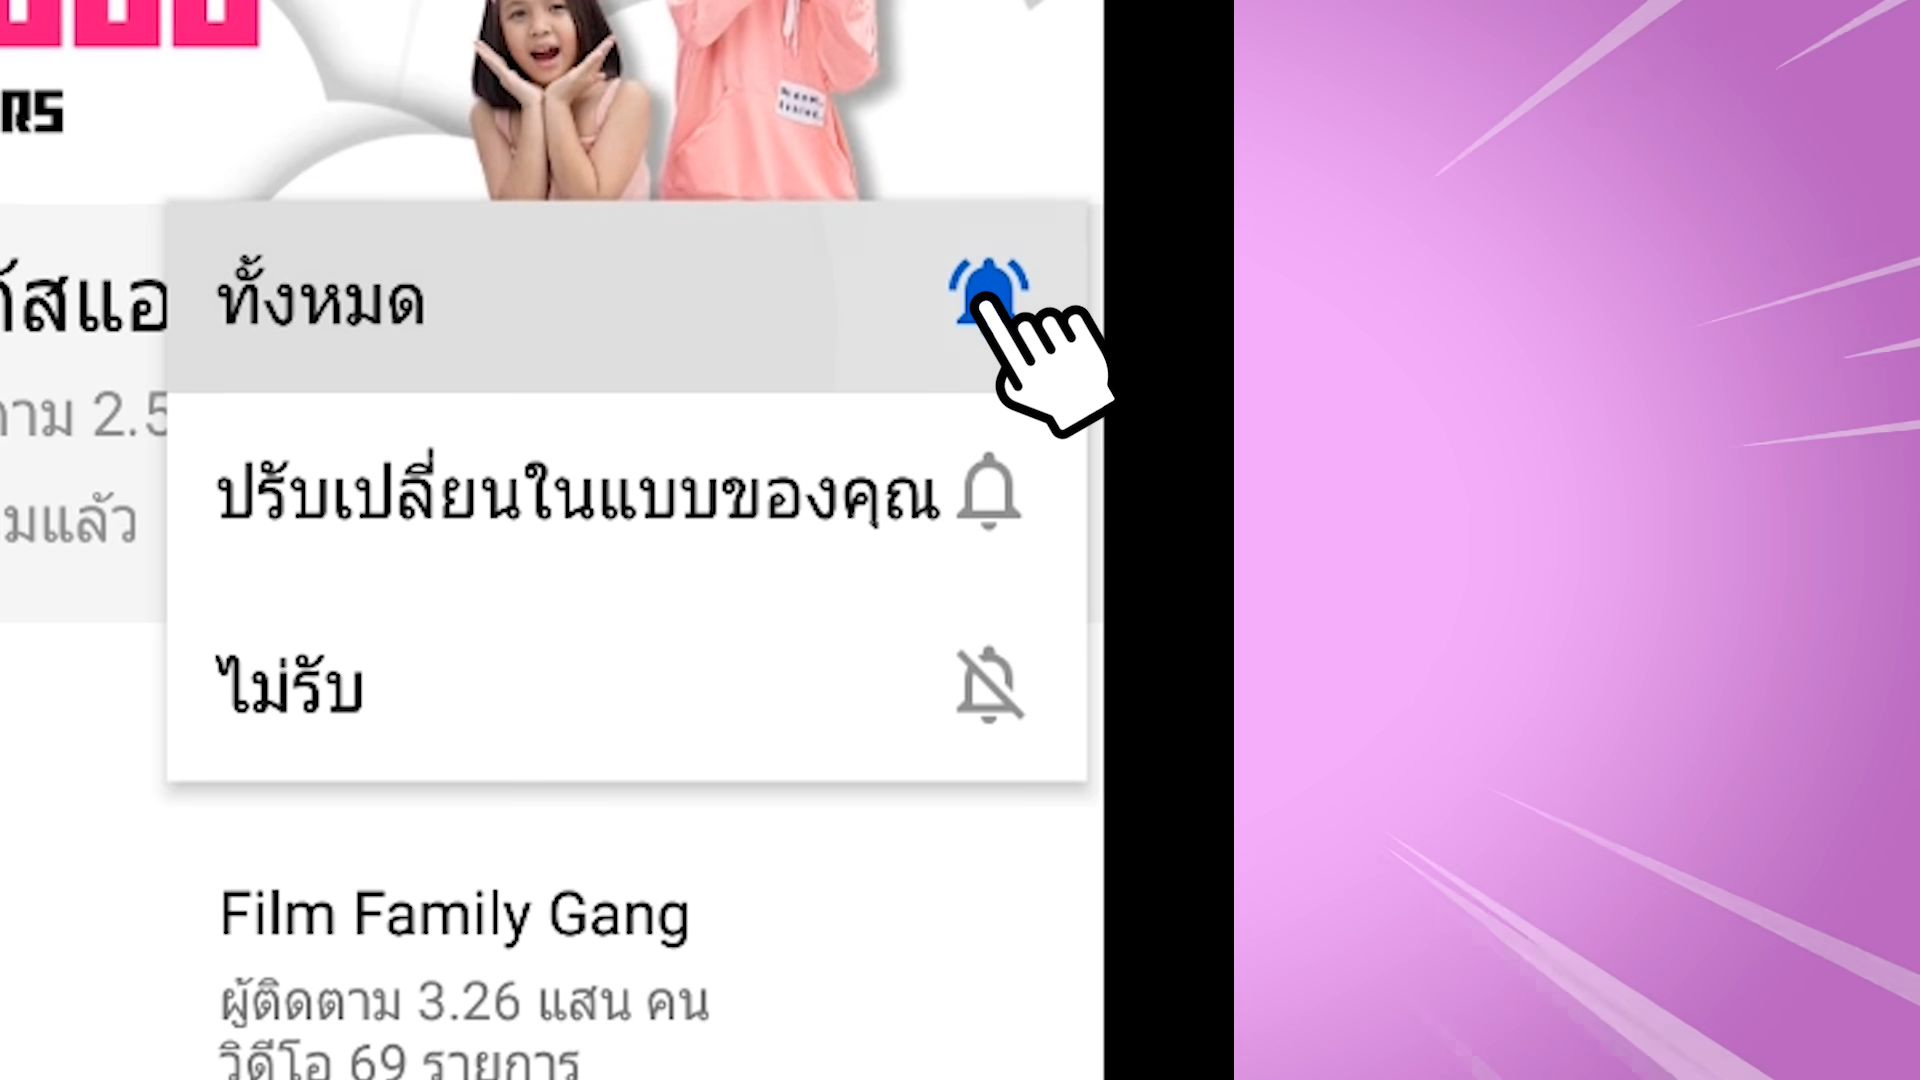 RS
ทั้งหมด
ปรับเปลี่ยนในแบบของคุณ
ไม่รับ
2.5
มแล้ว
Film Family Gang
ผู้ติดตาม 3.26 แสน คน
วิดีโอ 69 รายการ